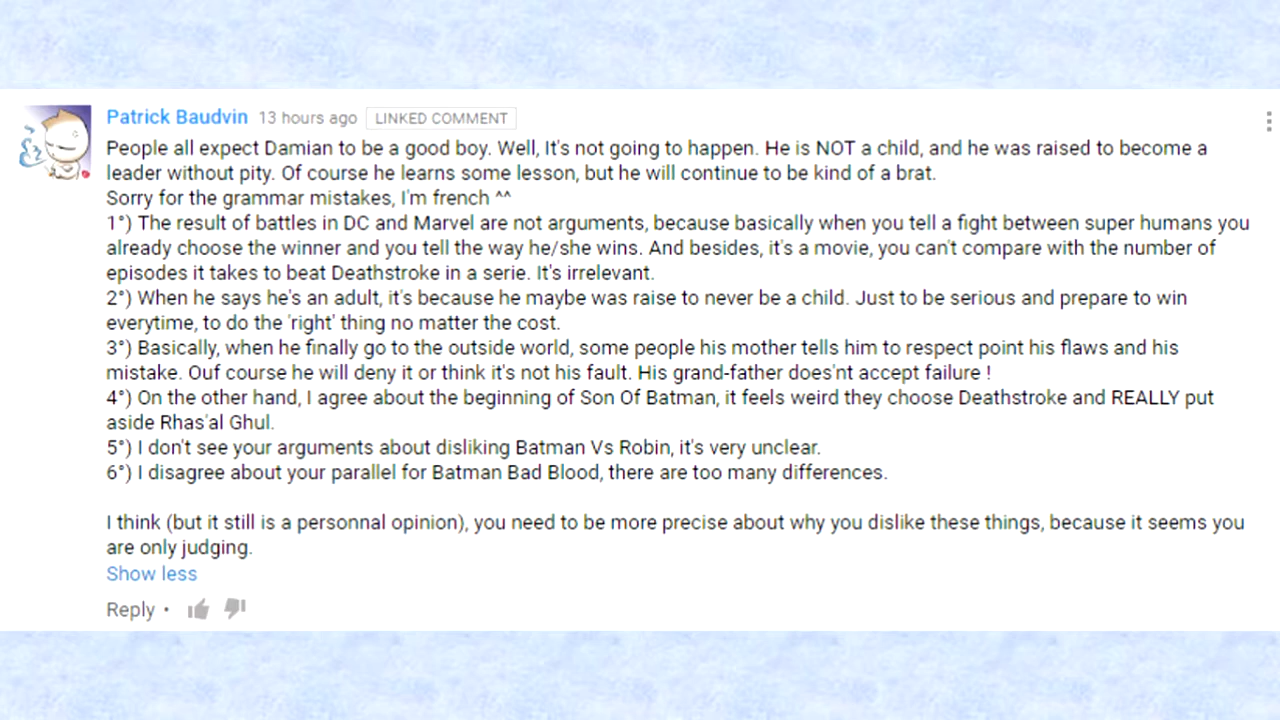 Patrick Baudvin 13 hours ago LINKED COMMENT
People all expect Damian to be a good boy. Well, It's not going to happen. He is NOT a child, and he was raised to become a
leader without pity. Of course he learns some lesson, but he will continue to be kind of a brat.
Sorry for the grammar mistakes, I'm french ^^
1°) The result of battles in DC and Marvel are not arguments, because basically when you tell a fight between super humans you
already choose the winner and you tell the way he/she wins. And besides, it's a movie, you can't compare with the number of
episodes it takes to beat Deathstroke in a serie. It's irrelevant.
2°) When he says he's an adult, it's because he maybe was raise to never be a child. Just to be serious and prepare to win
everytime, to do the 'right' thing no matter the cost.
3°) Basically, when he finally go to the outside world, some people his mother tells him to respect point his flaws and his
mistake. Ouf course he will deny it or think it's not his fault. His grand-father does'nt accept failure !
4°) On the other hand, I agree about the beginning of Son Of Batman, it feels weird they choose Deathstroke and REALLY put
aside Rhas'al Ghul.
5°) I don't see your arguments about disliking Batman Vs Robin, it's very unclear.
6°) I disagree about your parallel for Batman Bad Blood, there are too many differences.
I think (but it still is a personnal opinion), you need to be more precise about why you dislike these things, because it seems you
are only judging.
Show less
Reply •